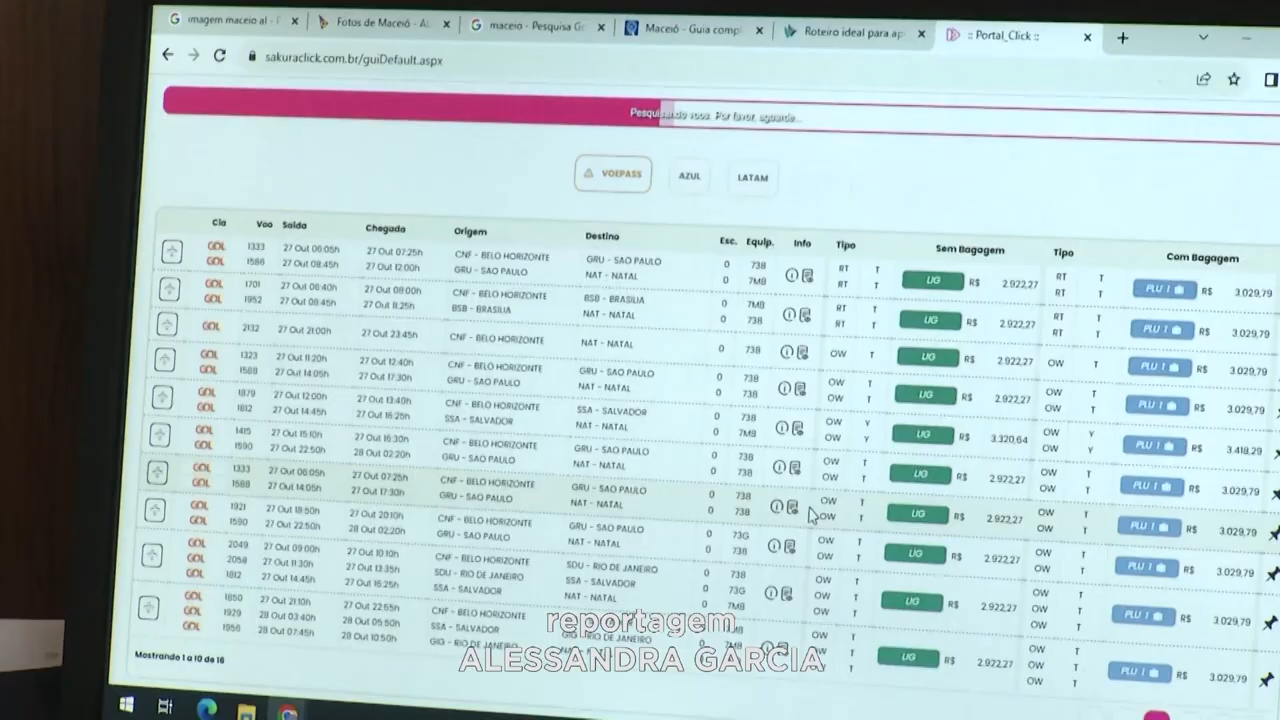 imagem maceio al -
Fotos de Maceió - AL
maceio - Pesquisa Go
Maceió - Guia compl
Roteiro ideal para ap
:: Portal_Click ::
sakuraclick.com.br/guiDefault.aspx
Pesquisando voos. Por favor, aguarde...
VOEPASS AZUL LATAM
Cia Voo Saída Chegada Origem Destino Esc. Equip. Info Tipo Sem Bagagem Tipo Com Bagagem
GOL 1333 27 Out 06:05h 27 Out 07:25h CNF - BELO HORIZONTE GRU - SAO PAULO 0 738 RT T LIG R$ 2.922,27 RT T PLU 1 R$ 3.029,79
GOL 1586 27 Out 08:45h 27 Out 12:00h GRU - SAO PAULO NAT - NATAL 0 7M8 RT T RT T
GOL 1701 27 Out 06:40h 27 Out 08:00h CNF - BELO HORIZONTE BSB - BRASILIA 0 7M8 RT T LIG R$ 2.922,27 RT T PLU 1 R$ 3.029,79
GOL 1952 27 Out 08:45h 27 Out 11:25h BSB - BRASILIA NAT - NATAL 0 738 RT T RT T
GOL 2132 27 Out 21:00h 27 Out 23:45h CNF - BELO HORIZONTE NAT - NATAL 0 738 OW T LIG R$ 2.922,27 OW T PLU 1 R$ 3.029,79
GOL 1323 27 Out 11:20h 27 Out 12:40h CNF - BELO HORIZONTE GRU - SAO PAULO 0 738 OW T LIG R$ 2.922,27 OW T PLU 1 R$ 3.029,79
GOL 1588 27 Out 14:05h 27 Out 17:30h GRU - SAO PAULO NAT - NATAL 0 738 OW T OW T
GOL 1879 27 Out 12:00h 27 Out 13:40h CNF - BELO HORIZONTE SSA - SALVADOR 0 738 OW Y LIG R$ 3.320,64 OW Y PLU 1 R$ 3.418,29
GOL 1812 27 Out 14:45h 27 Out 16:25h SSA - SALVADOR NAT - NATAL 0 7M8 OW Y OW Y
GOL 1415 27 Out 15:10h 27 Out 16:30h CNF - BELO HORIZONTE GRU - SAO PAULO 0 738 OW T LIG R$ 2.922,27 OW T PLU 1 R$ 3.029,79
GOL 1590 27 Out 22:50h 28 Out 02:20h GRU - SAO PAULO NAT - NATAL 0 738 OW T OW T
GOL 1333 27 Out 06:05h 27 Out 07:25h CNF - BELO HORIZONTE GRU - SAO PAULO 0 738 OW T LIG R$ 2.922,27 OW T PLU 1 R$ 3.029,79
GOL 1588 27 Out 14:05h 27 Out 17:30h GRU - SAO PAULO NAT - NATAL 0 738 OW T OW T
GOL 1921 27 Out 18:50h 27 Out 20:10h CNF - BELO HORIZONTE GRU - SAO PAULO 0 73G OW T LIG R$ 2.922,27 OW T PLU 1 R$ 3.029,79
GOL 1590 27 Out 22:50h 28 Out 02:20h GRU - SAO PAULO NAT - NATAL 0 738 OW T OW T
GOL 2049 27 Out 09:00h 27 Out 10:10h CNF - BELO HORIZONTE SDU - RIO DE JANEIRO 0 738 OW T LIG R$ 2.922,27 OW T PLU 1 R$ 3.029,79
GOL 2058 27 Out 11:30h 27 Out 13:35h SDU - RIO DE JANEIRO SSA - SALVADOR 0 73G OW T OW T
GOL 1812 27 Out 14:45h 27 Out 16:25h SSA - SALVADOR NAT - NATAL 0 7M8 OW T OW T
GOL 1850 27 Out 21:10h 27 Out 22:55h CNF - BELO HORIZONTE OW T LIG R$ 2.922,27 OW T PLU 1 R$ 3.029,79
GOL 1929 28 Out 03:40h 28 Out 05:50h SSA - SALVADOR GIG - RIO DE JANEIRO OW T OW T
GOL 1956 28 Out 07:45h 28 Out 10:50h GIG - RIO DE JANEIRO OW T OW T
reportagem
ALESSANDRA GARCIA
Mostrando 1 a 10 de 16